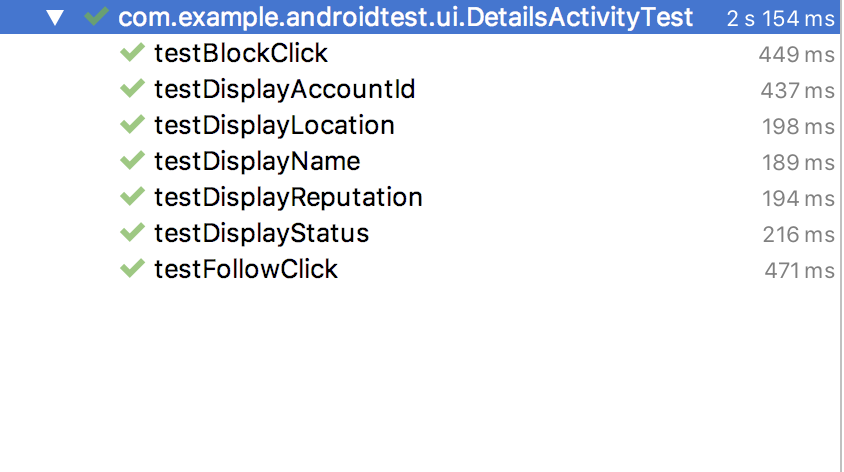 com.example.androidtest.ui.DetailsActivityTest 2 s 154 ms
testBlockClick 449 ms
testDisplayAccountId 437 ms
testDisplayLocation 198 ms
testDisplayName 189 ms
testDisplayReputation 194 ms
testDisplayStatus 216 ms
testFollowClick 471 ms